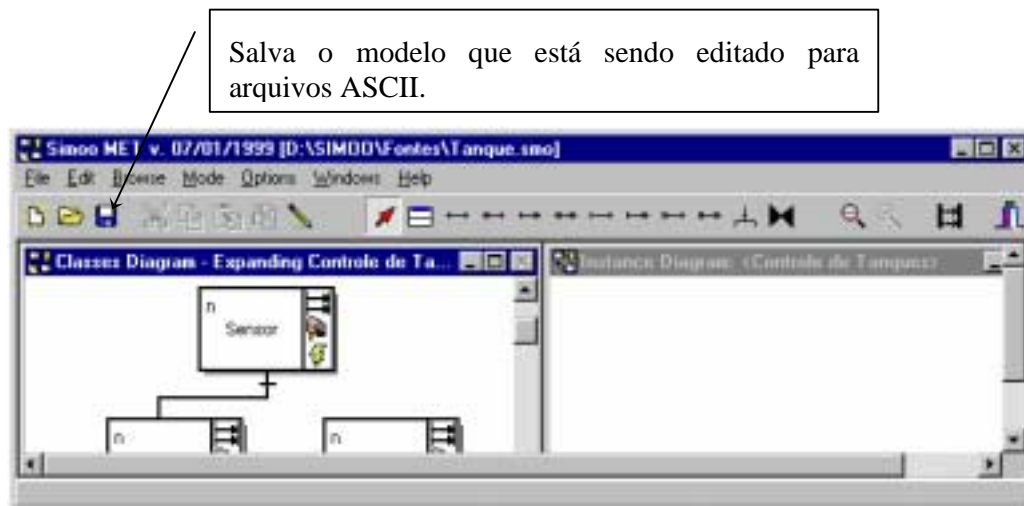 Salva o modelo que está sendo editado para
arquivos ASCII.
Simoo MET v. 07/01/1999 [D:\SIMOO\Fontes\Tanque.smo]
File Edit Browse Mode Options Windows Help
Classes Diagram - Expanding Controle de Ta...
Instance Diagram: <Controle de Tanques>
n
Sensor
n
n